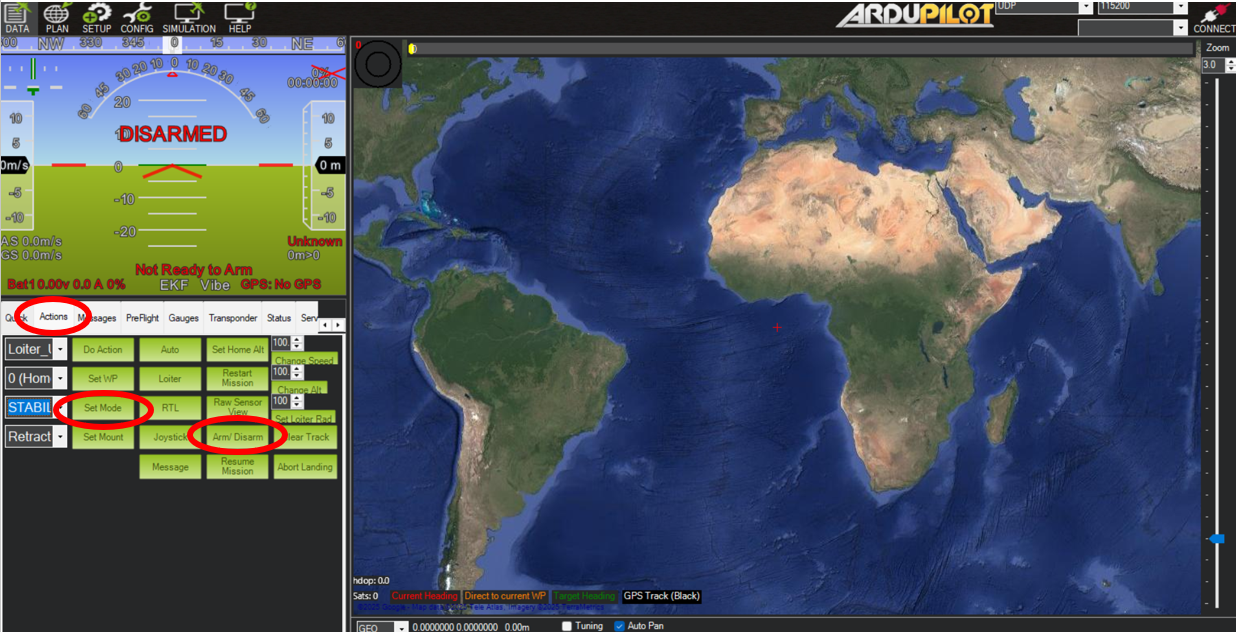 DATA PLAN SETUP CONFIG SIMULATION HELP
ARDUPILOT
UDP 115200
CONNECT
NW 330 345 0 15 30 NE
Zoom
3.0
0
60 45 30 20 10 0 10 20 30 45 60
0%
00:00:00
20
10
DISARMED
10 5 0m/s -5 -10
10 5 0 m -5 -10
0
-10
-20
AS 0.0m/s
GS 0.0m/s
Unknown
0m>0
Not Ready to Arm
Bat1 0.00v 0.0 A 0% EKF Vibe GPS: No GPS
Quick Actions Messages PreFlight Gauges Transponder Status Serv
Loiter_U Do Action Auto Set Home Alt 100. Change Speed
0 (Hom Set WP Loiter Restart Mission 100. Change Alt
STABIL Set Mode RTL Raw Sensor View 100 Set Loiter Rad
Retract Set Mount Joystick Arm/ Disarm Clear Track
Message Resume Mission Abort Landing
hdop: 0.0
Sats: 0 Current Heading Direct to current WP Target Heading GPS Track (Black)
©2025 Google - Map data ©2025 Tele Atlas, Imagery ©2025 TerraMetrics
GEO 0.0000000 0.0000000 0.00m Tuning Auto Pan